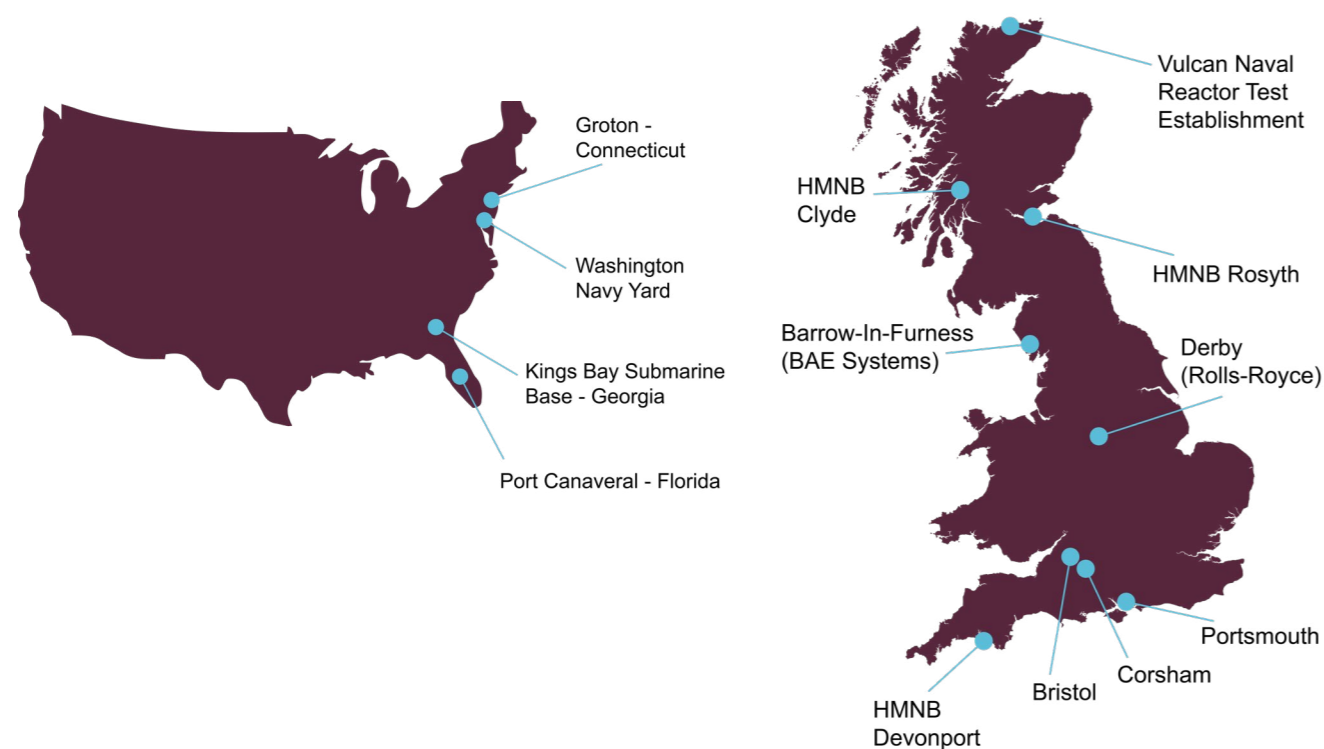 Groton -
Connecticut
Washington
Navy Yard
Kings Bay Submarine
Base - Georgia
Port Canaveral - Florida
Vulcan Naval
Reactor Test
Establishment
HMNB
Clyde
HMNB Rosyth
Barrow-In-Furness
(BAE Systems)
Derby
(Rolls-Royce)
Portsmouth
Corsham
Bristol
HMNB
Devonport